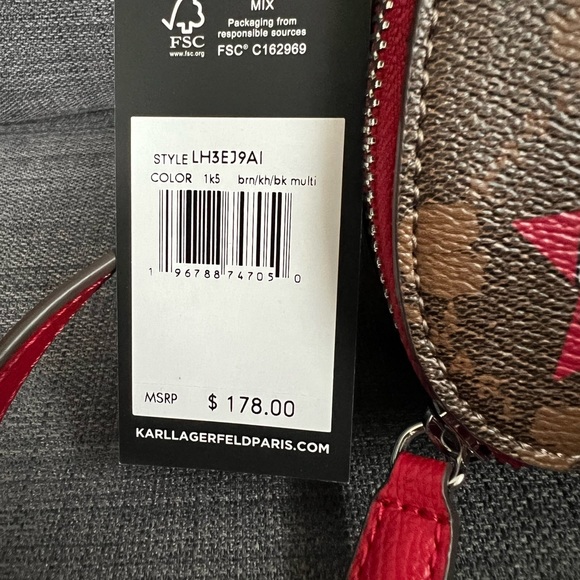 MIX
Packaging from
responsible sources
FSC
www.fsc.org
FSC® C162969
STYLE LH3EJ9AI
COLOR 1k5 brn/kh/bk multi
1 96788 74705 0
MSRP $ 178.00
KARLLAGERFELDPARIS.COM